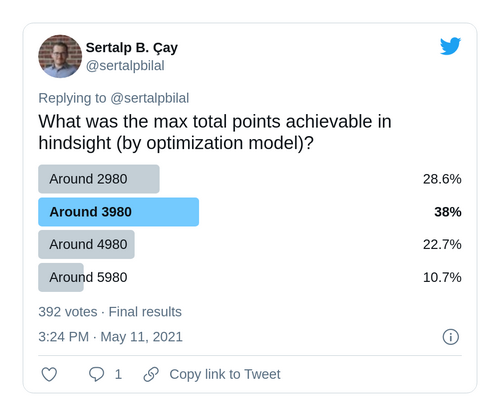 Sertalp B. Çay
@sertalpbilal
Replying to @sertalpbilal
What was the max total points achievable in
hindsight (by optimization model)?
Around 2980 28.6%
Around 3980 38%
Around 4980 22.7%
Around 5980 10.7%
392 votes · Final results
3:24 PM · May 11, 2021
1 Copy link to Tweet